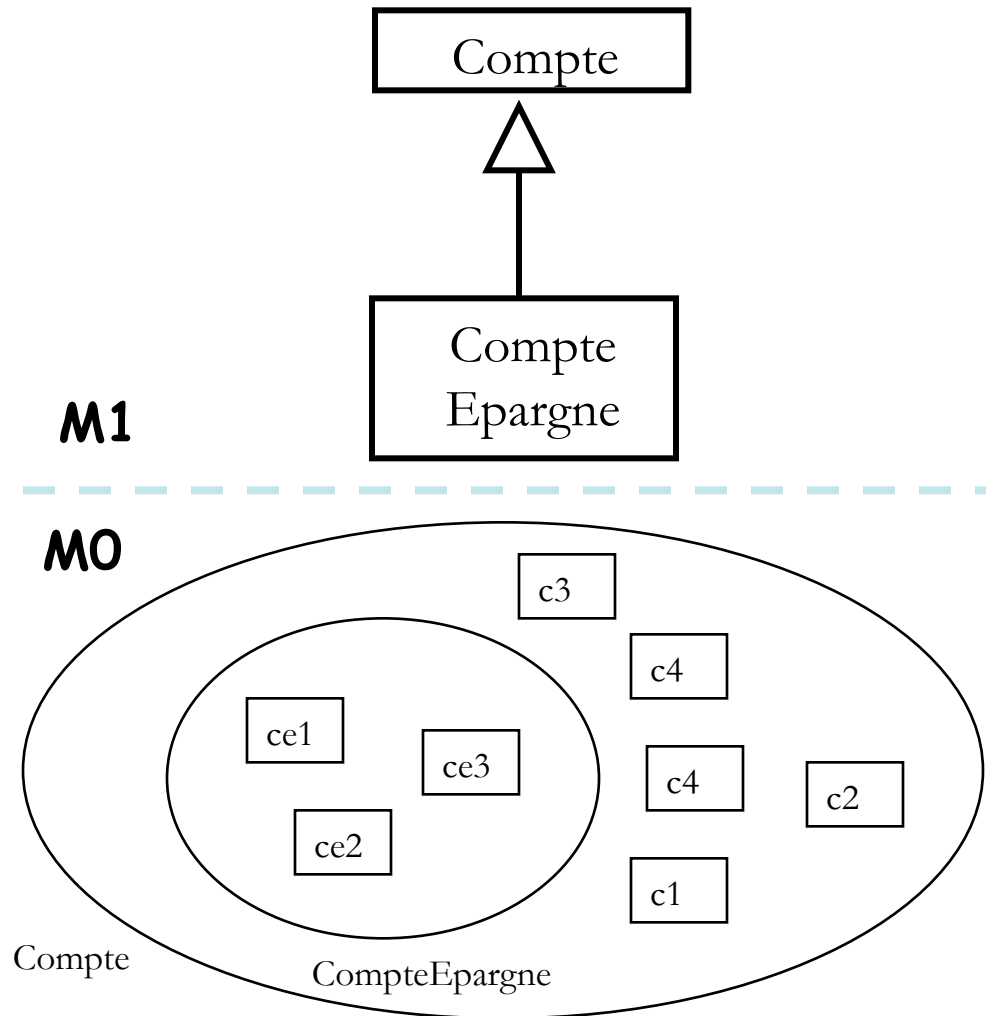 Compte
Compte
Epargne
M1
M0
c3
c4
ce1
ce3
c4
c2
ce2
c1
Compte
CompteEpargne